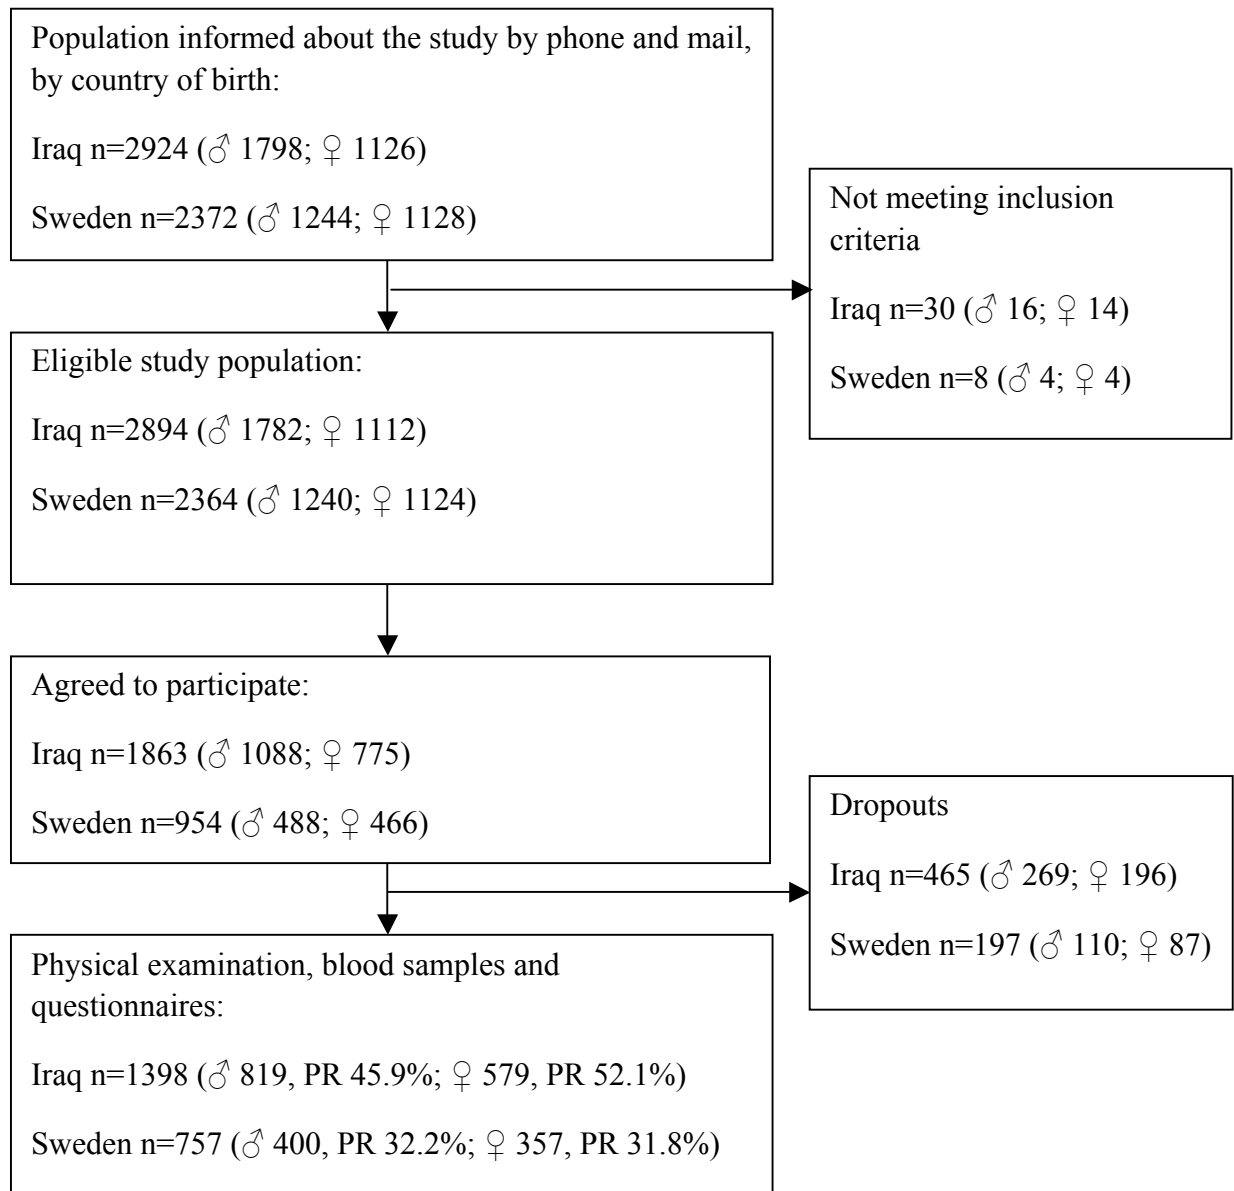 Population informed about the study by phone and mail,
by country of birth:
Iraq n=2924 (♂ 1798; ♀ 1126)
Sweden n=2372 (♂ 1244; ♀ 1128)
Not meeting inclusion
criteria
Iraq n=30 (♂ 16; ♀ 14)
Sweden n=8 (♂ 4; ♀ 4)
Eligible study population:
Iraq n=2894 (♂ 1782; ♀ 1112)
Sweden n=2364 (♂ 1240; ♀ 1124)
Agreed to participate:
Iraq n=1863 (♂ 1088; ♀ 775)
Sweden n=954 (♂ 488; ♀ 466)
Dropouts
Iraq n=465 (♂ 269; ♀ 196)
Sweden n=197 (♂ 110; ♀ 87)
Physical examination, blood samples and
questionnaires:
Iraq n=1398 (♂ 819, PR 45.9%; ♀ 579, PR 52.1%)
Sweden n=757 (♂ 400, PR 32.2%; ♀ 357, PR 31.8%)